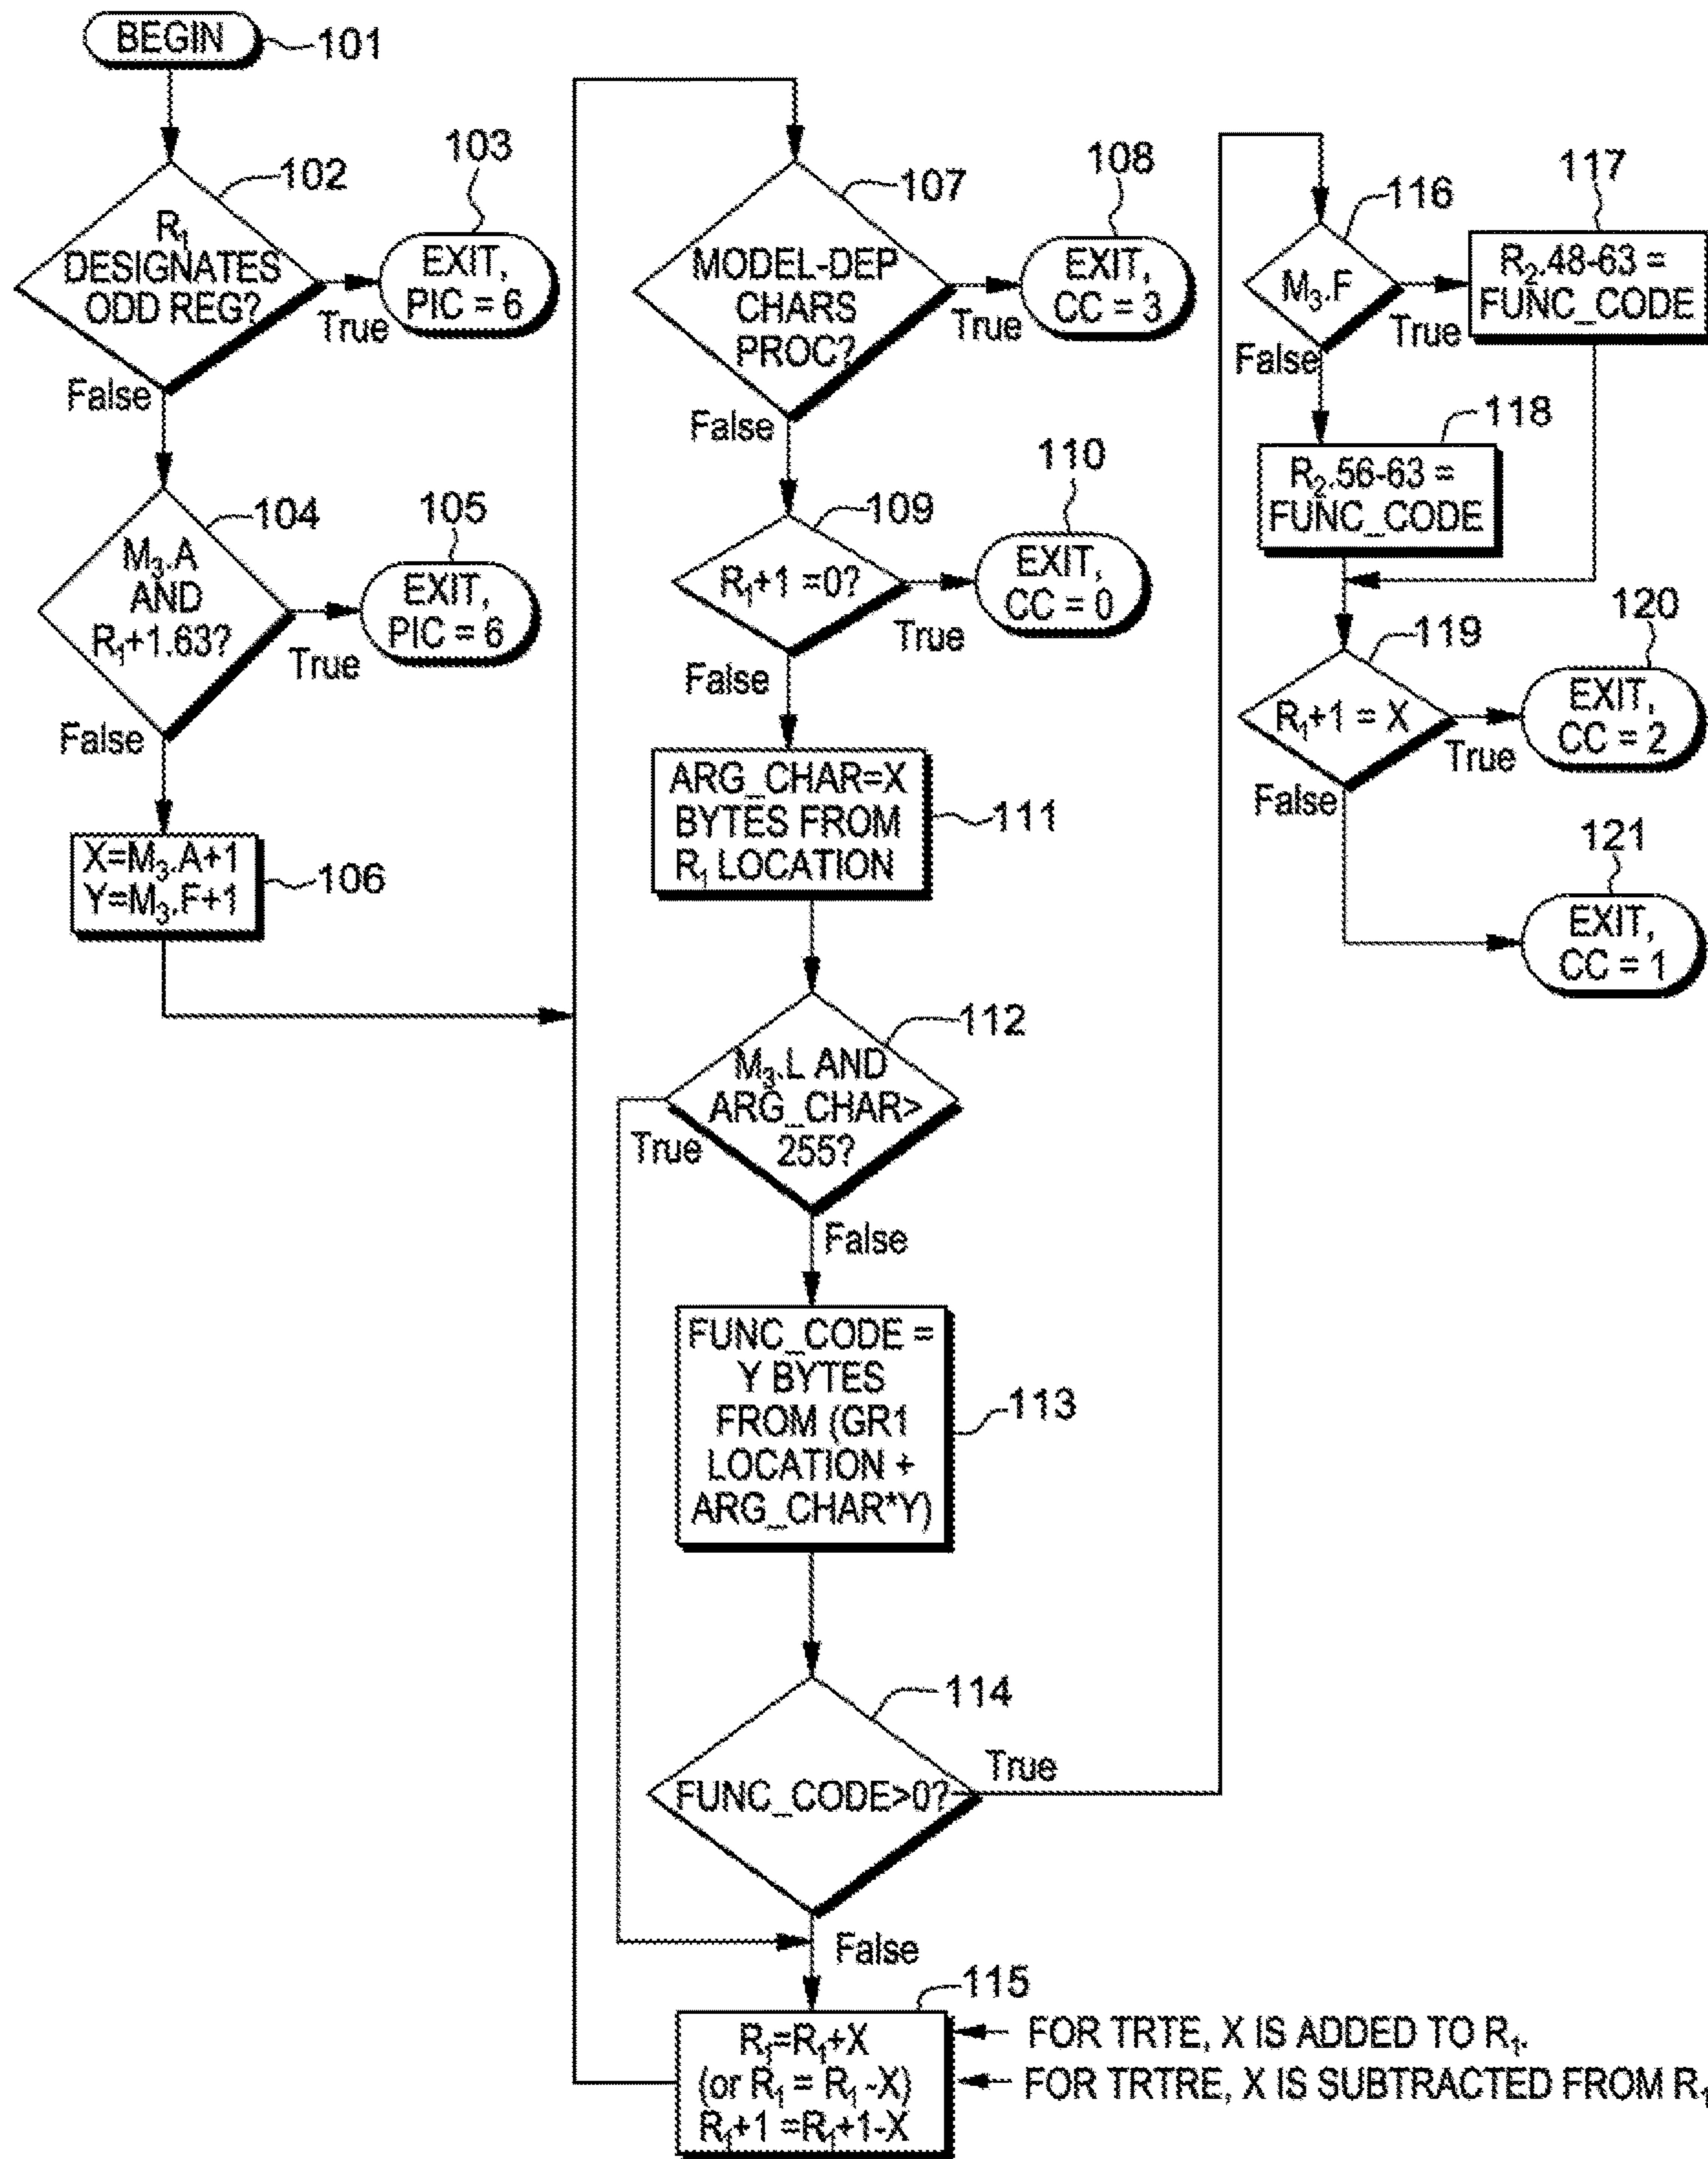 BEGIN
101
102
R₁
DESIGNATES
ODD REG?
True
False
103
EXIT,
PIC = 6
104
M₃.A
AND
R₁+1.63?
True
False
105
EXIT,
PIC = 6
X=M₃.A+1
Y=M₃.F+1
106
107
MODEL-DEP
CHARS
PROC?
True
False
108
EXIT,
CC = 3
109
R₁+1 =0?
True
False
110
EXIT,
CC = 0
ARG_CHAR=X
BYTES FROM
R₁ LOCATION
111
112
M₃.L AND
ARG_CHAR>
255?
True
False
FUNC_CODE =
Y BYTES
FROM (GR1
LOCATION +
ARG_CHAR*Y)
113
114
FUNC_CODE>0?
True
False
115
R₁=R₁+X
(or R₁ = R₁ -X)
R₁+1 =R₁+1-X
FOR TRTE, X IS ADDED TO R₁.
FOR TRTRE, X IS SUBTRACTED FROM R₁
116
M₃.F
True
False
117
R₂.48-63 =
FUNC_CODE
118
R₂.56-63 =
FUNC_CODE
119
R₁+1 = X
True
False
120
EXIT,
CC = 2
121
EXIT,
CC = 1